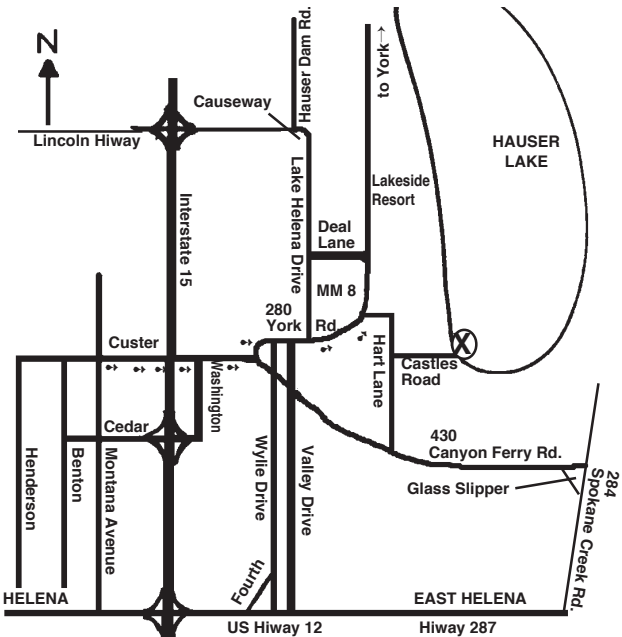 N
Hauser Dam Rd.
to York→
Causeway
Lincoln Hiway
HAUSER
LAKE
Lakeside
Resort
Interstate 15
Lake Helena Drive
Deal
Lane
MM 8
280
York Rd.
Custer
Washington
Hart Lane
X
Castles
Road
Cedar
430
Canyon Ferry Rd.
Glass Slipper
284
Spokane Creek Rd.
Henderson
Benton
Montana Avenue
Wylie Drive
Valley Drive
Fourth
HELENA
EAST HELENA
US Hiway 12
Hiway 287